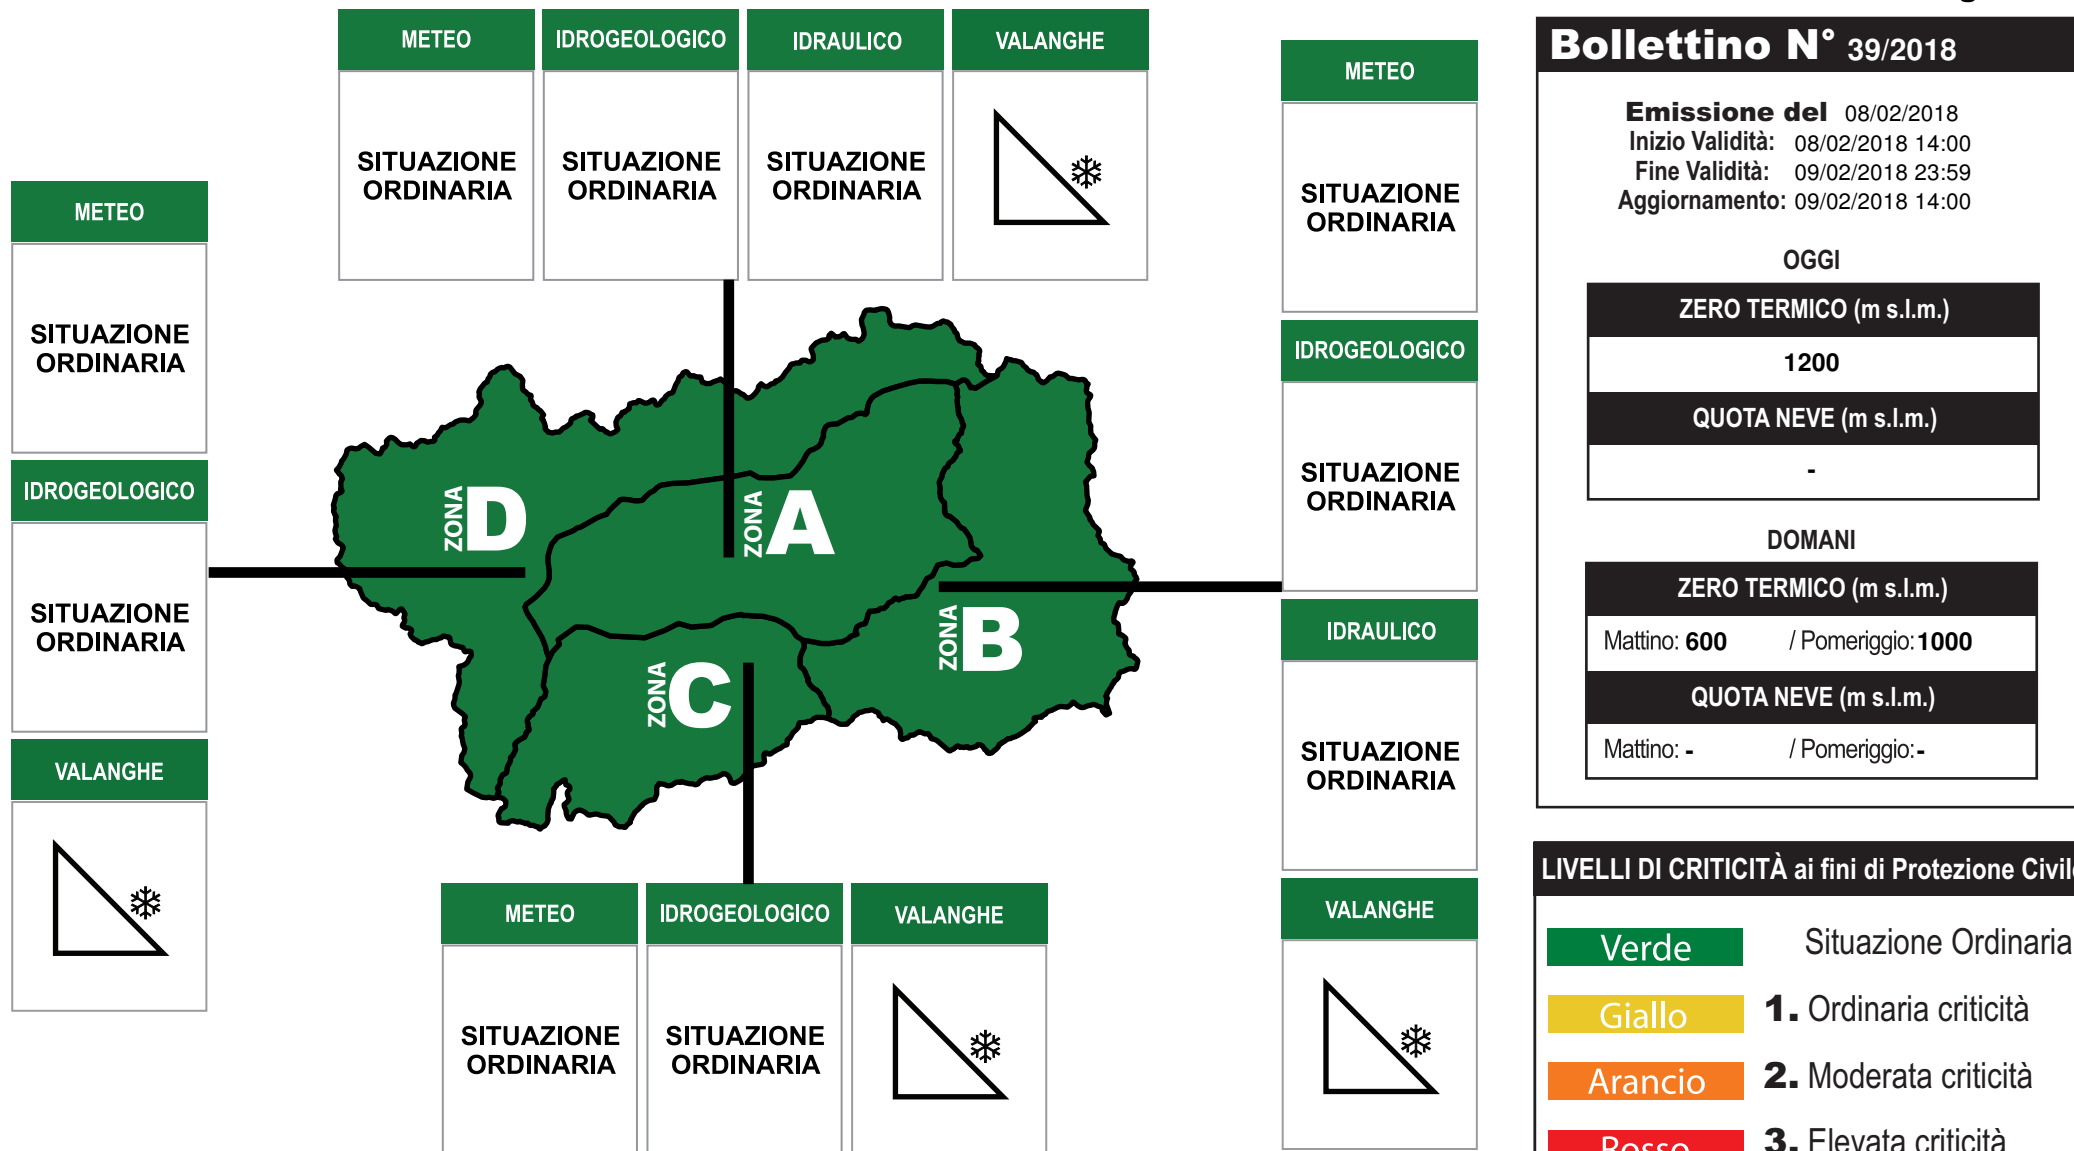 METEO
IDROGEOLOGICO
IDRAULICO
VALANGHE
SITUAZIONE
ORDINARIA
SITUAZIONE
ORDINARIA
SITUAZIONE
ORDINARIA
METEO
SITUAZIONE
ORDINARIA
IDROGEOLOGICO
SITUAZIONE
ORDINARIA
VALANGHE
ZONA D
ZONA A
ZONA B
ZONA C
METEO
SITUAZIONE
ORDINARIA
IDROGEOLOGICO
SITUAZIONE
ORDINARIA
IDRAULICO
SITUAZIONE
ORDINARIA
VALANGHE
METEO
IDROGEOLOGICO
VALANGHE
SITUAZIONE
ORDINARIA
SITUAZIONE
ORDINARIA
Bollettino N° 39/2018
Emissione del 08/02/2018
Inizio Validità: 08/02/2018 14:00
Fine Validità: 09/02/2018 23:59
Aggiornamento: 09/02/2018 14:00
OGGI
ZERO TERMICO (m s.l.m.)
1200
QUOTA NEVE (m s.l.m.)
-
DOMANI
ZERO TERMICO (m s.l.m.)
Mattino: 600 / Pomeriggio: 1000
QUOTA NEVE (m s.l.m.)
Mattino: - / Pomeriggio: -
LIVELLI DI CRITICITÀ ai fini di Protezione Civile
Verde Situazione Ordinaria
Giallo 1. Ordinaria criticità
Arancio 2. Moderata criticità
Rosso 3. Elevata criticità